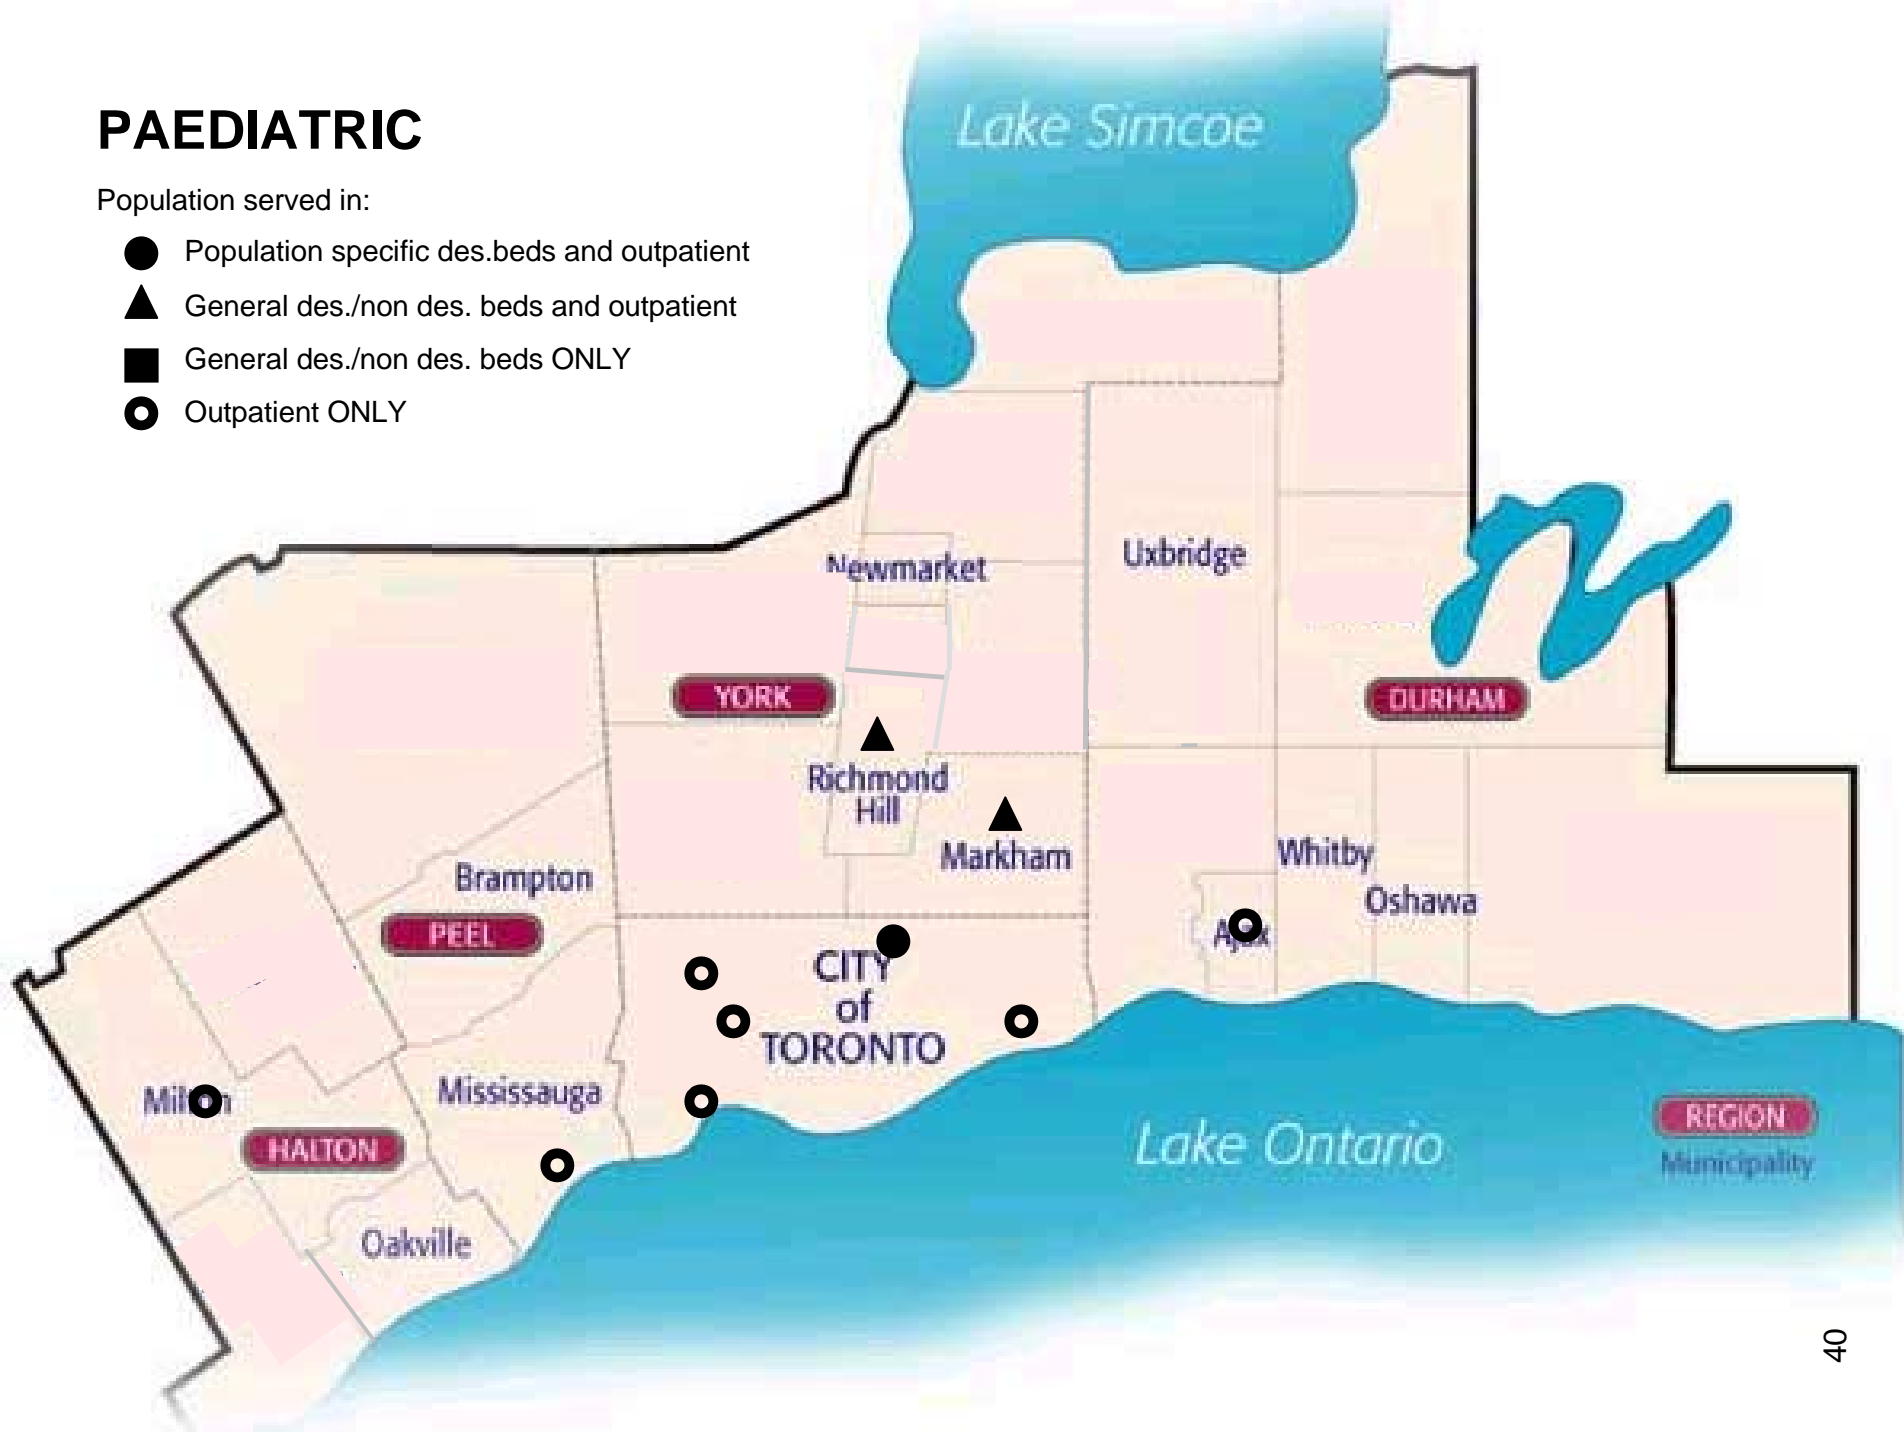 PAEDIATRIC
Population served in:
Population specific des.beds and outpatient
General des./non des. beds and outpatient
General des./non des. beds ONLY
Outpatient ONLY
Lake Simcoe
Newmarket
Uxbridge
YORK
DURHAM
Richmond
Hill
Markham
Whitby
Brampton
Oshawa
PEEL
Ajax
CITY
of
TORONTO
Mississauga
Milton
HALTON
Oakville
Lake Ontario
REGION
Municipality
40